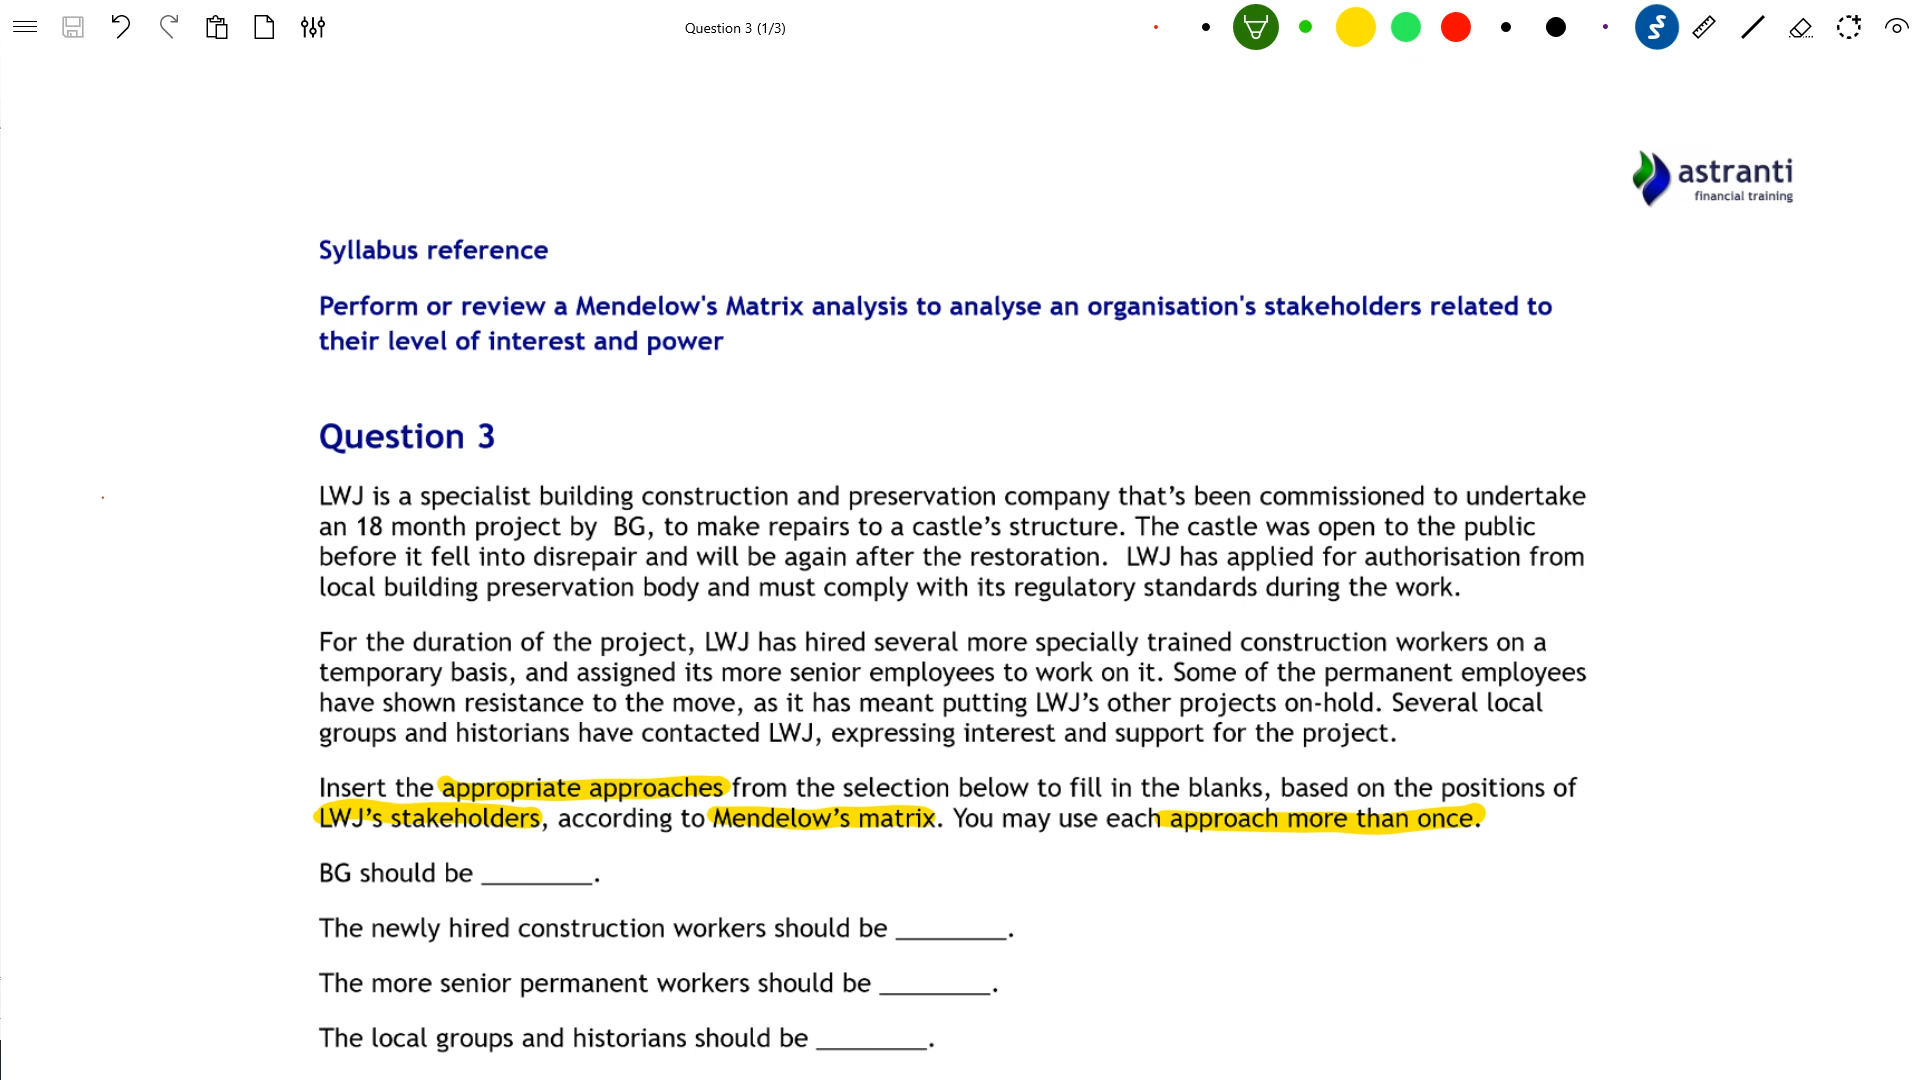 Question 3 (1/3)
astranti
financial training
Syllabus reference
Perform or review a Mendelow's Matrix analysis to analyse an organisation's stakeholders related to
their level of interest and power
Question 3
LWJ is a specialist building construction and preservation company that’s been commissioned to undertake
an 18 month project by  BG, to make repairs to a castle’s structure. The castle was open to the public
before it fell into disrepair and will be again after the restoration.  LWJ has applied for authorisation from
local building preservation body and must comply with its regulatory standards during the work.
For the duration of the project, LWJ has hired several more specially trained construction workers on a
temporary basis, and assigned its more senior employees to work on it. Some of the permanent employees
have shown resistance to the move, as it has meant putting LWJ’s other projects on-hold. Several local
groups and historians have contacted LWJ, expressing interest and support for the project.
Insert the appropriate approaches from the selection below to fill in the blanks, based on the positions of
LWJ’s stakeholders, according to Mendelow’s matrix. You may use each approach more than once.
BG should be ________.
The newly hired construction workers should be ________.
The more senior permanent workers should be ________.
The local groups and historians should be ________.